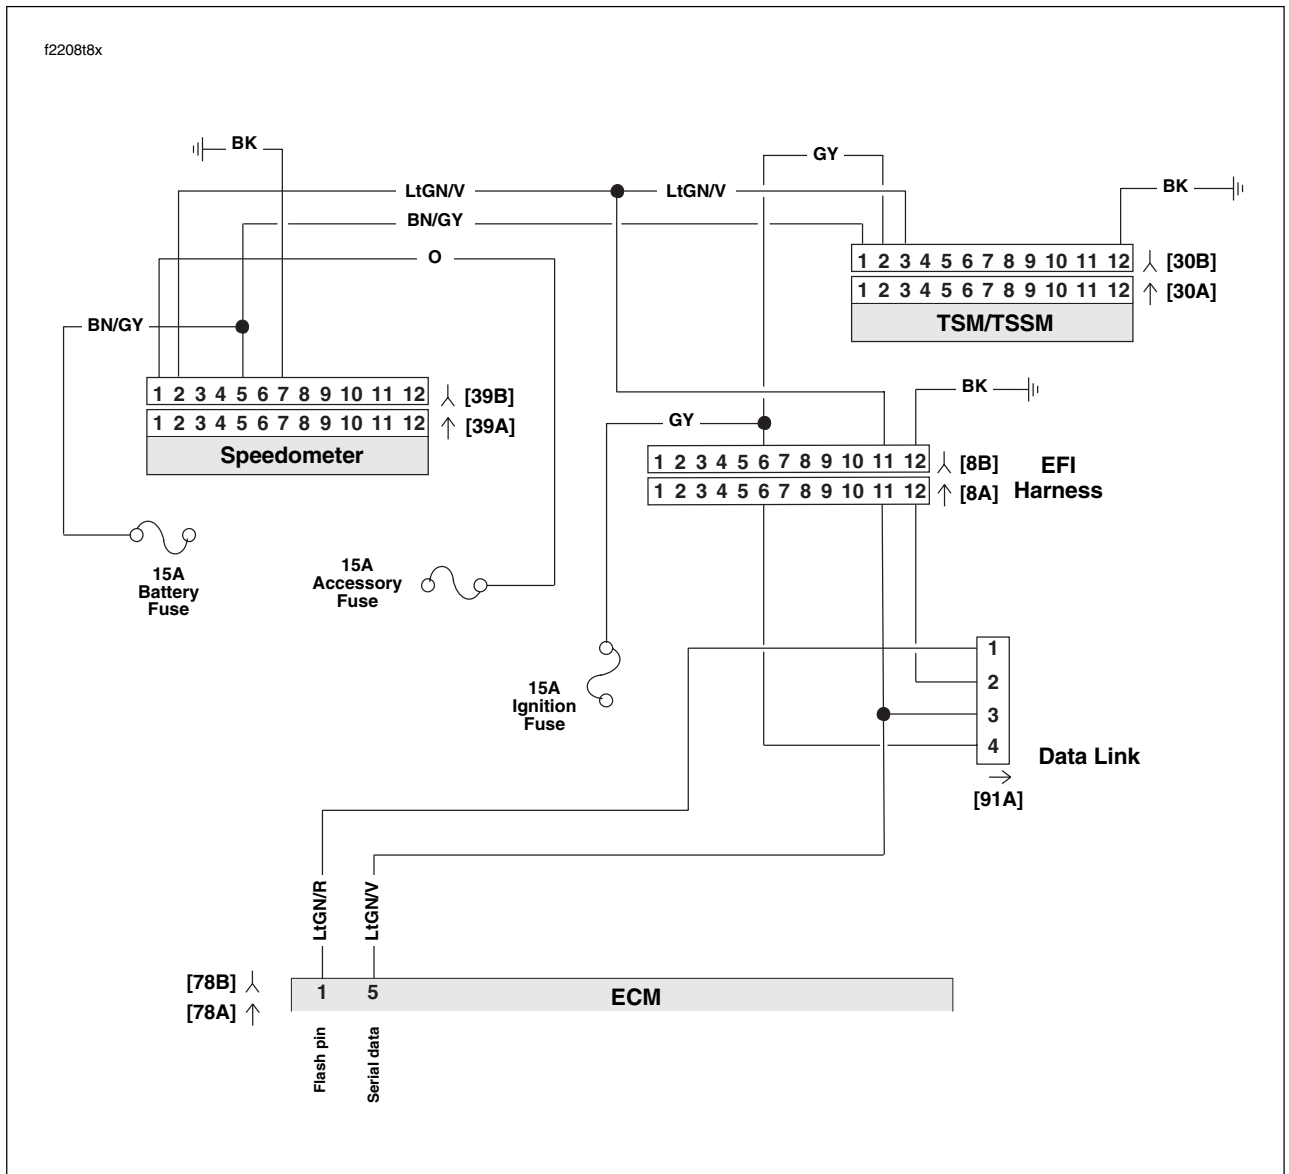 f2208t8x
BK
GY
LtGN/V
LtGN/V
BK
BN/GY
O
1 2 3 4 5 6 7 8 9 10 11 12 [30B]
1 2 3 4 5 6 7 8 9 10 11 12 [30A]
TSM/TSSM
BN/GY
1 2 3 4 5 6 7 8 9 10 11 12 [39B]
1 2 3 4 5 6 7 8 9 10 11 12 [39A]
Speedometer
BK
GY
1 2 3 4 5 6 7 8 9 10 11 12 [8B]
1 2 3 4 5 6 7 8 9 10 11 12 [8A]
EFI
Harness
15A
Battery
Fuse
15A
Accessory
Fuse
15A
Ignition
Fuse
1
2
3
4
Data Link
[91A]
LtGN/R
LtGN/V
[78B]
[78A]
1 5 ECM
Flash pin
Serial data